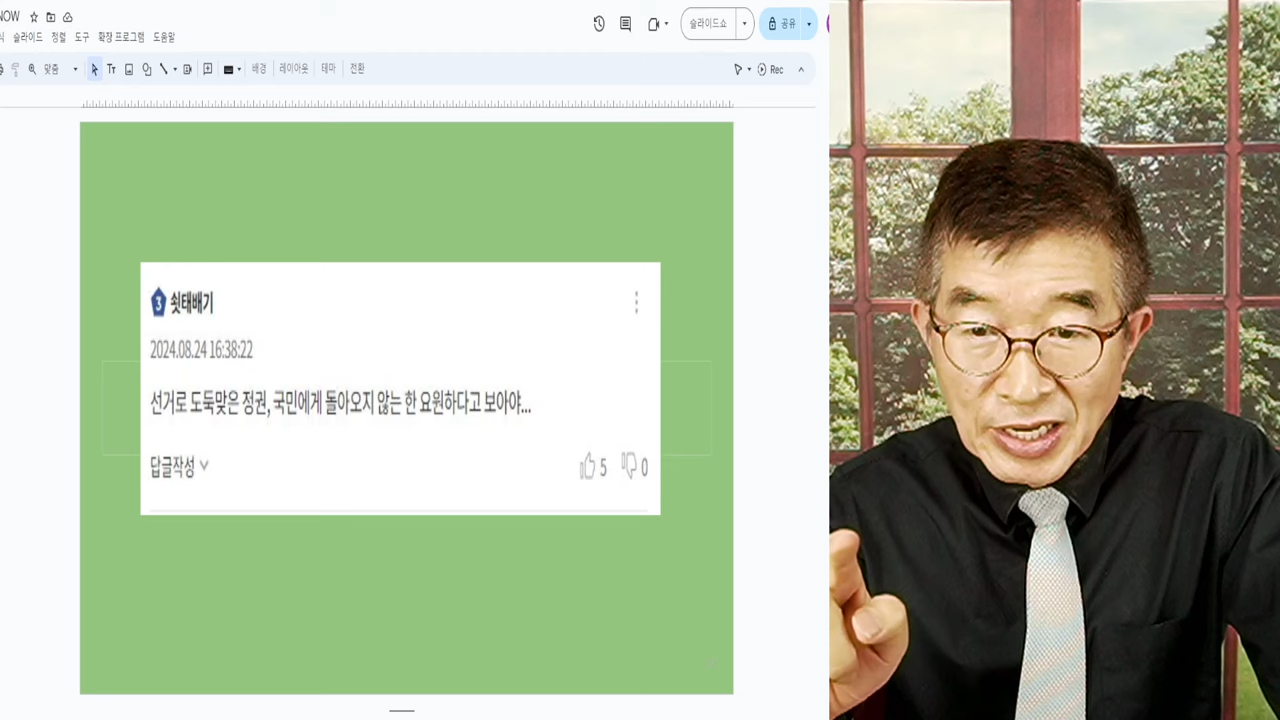 NOW
식 슬라이드 정렬 도구 확장 프로그램 도움말
슬라이드쇼
공유
맞춤
Tr
배경 레이아웃 테마 전환
Rec
3 쇳태배기
2024.08.24 16:38:22
선거로 도둑맞은 정권, 국민에게 돌아오지 않는 한 요원하다고 보아야...
답글작성
5 0